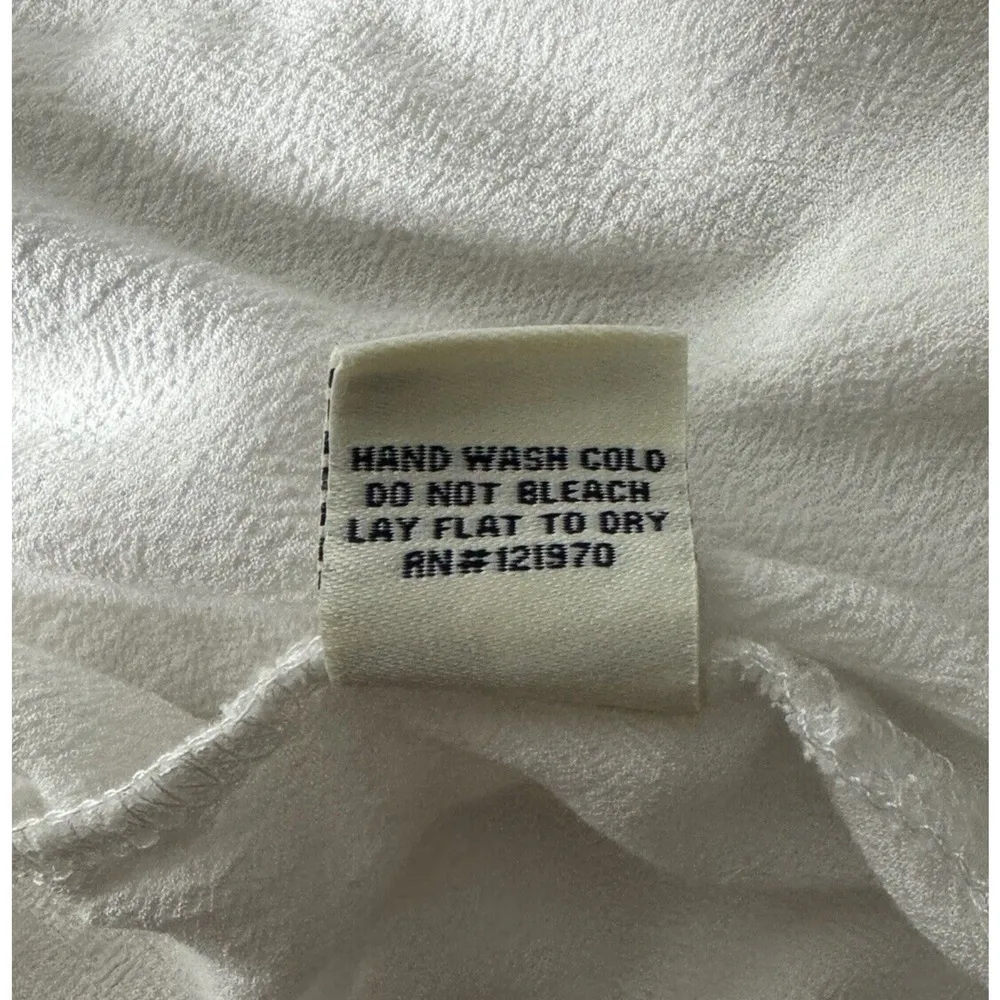 HAND WASH COLD
DO NOT BLEACH
LAY FLAT TO DRY
RN#121970